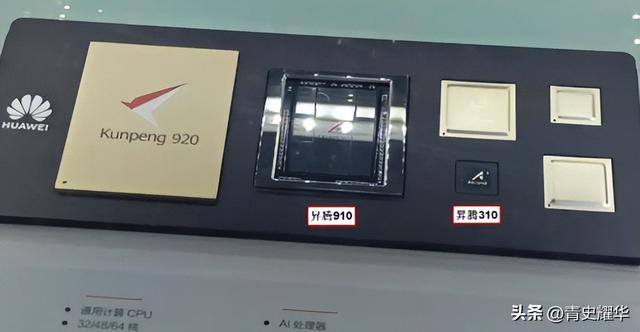 HUAWEI
Kunpeng 920
昇腾910
昇腾310
通用计算 CPU
32/48/64 核
AI 处理器
头条 @青史耀华